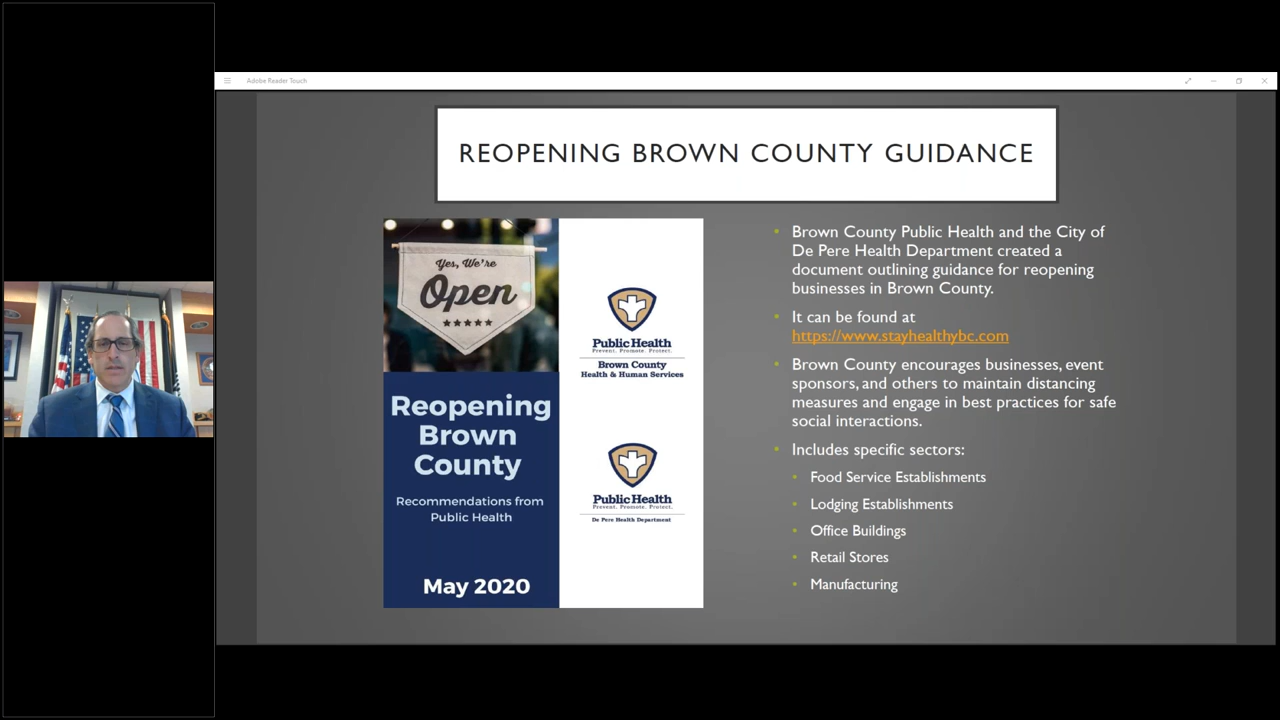 Adobe Reader Touch
REOPENING BROWN COUNTY GUIDANCE
Yes, We're
Open
Reopening
Brown
County
Recommendations from
Public Health
May 2020
Public Health
Prevent. Promote. Protect.
Brown County
Health & Human Services
Public Health
Prevent. Promote. Protect.
De Pere Health Department
Brown County Public Health and the City of
De Pere Health Department created a
document outlining guidance for reopening
businesses in Brown County.
It can be found at
https://www.stayhealthybc.com
Brown County encourages businesses, event
sponsors, and others to maintain distancing
measures and engage in best practices for safe
social interactions.
Includes specific sectors:
Food Service Establishments
Lodging Establishments
Office Buildings
Retail Stores
Manufacturing